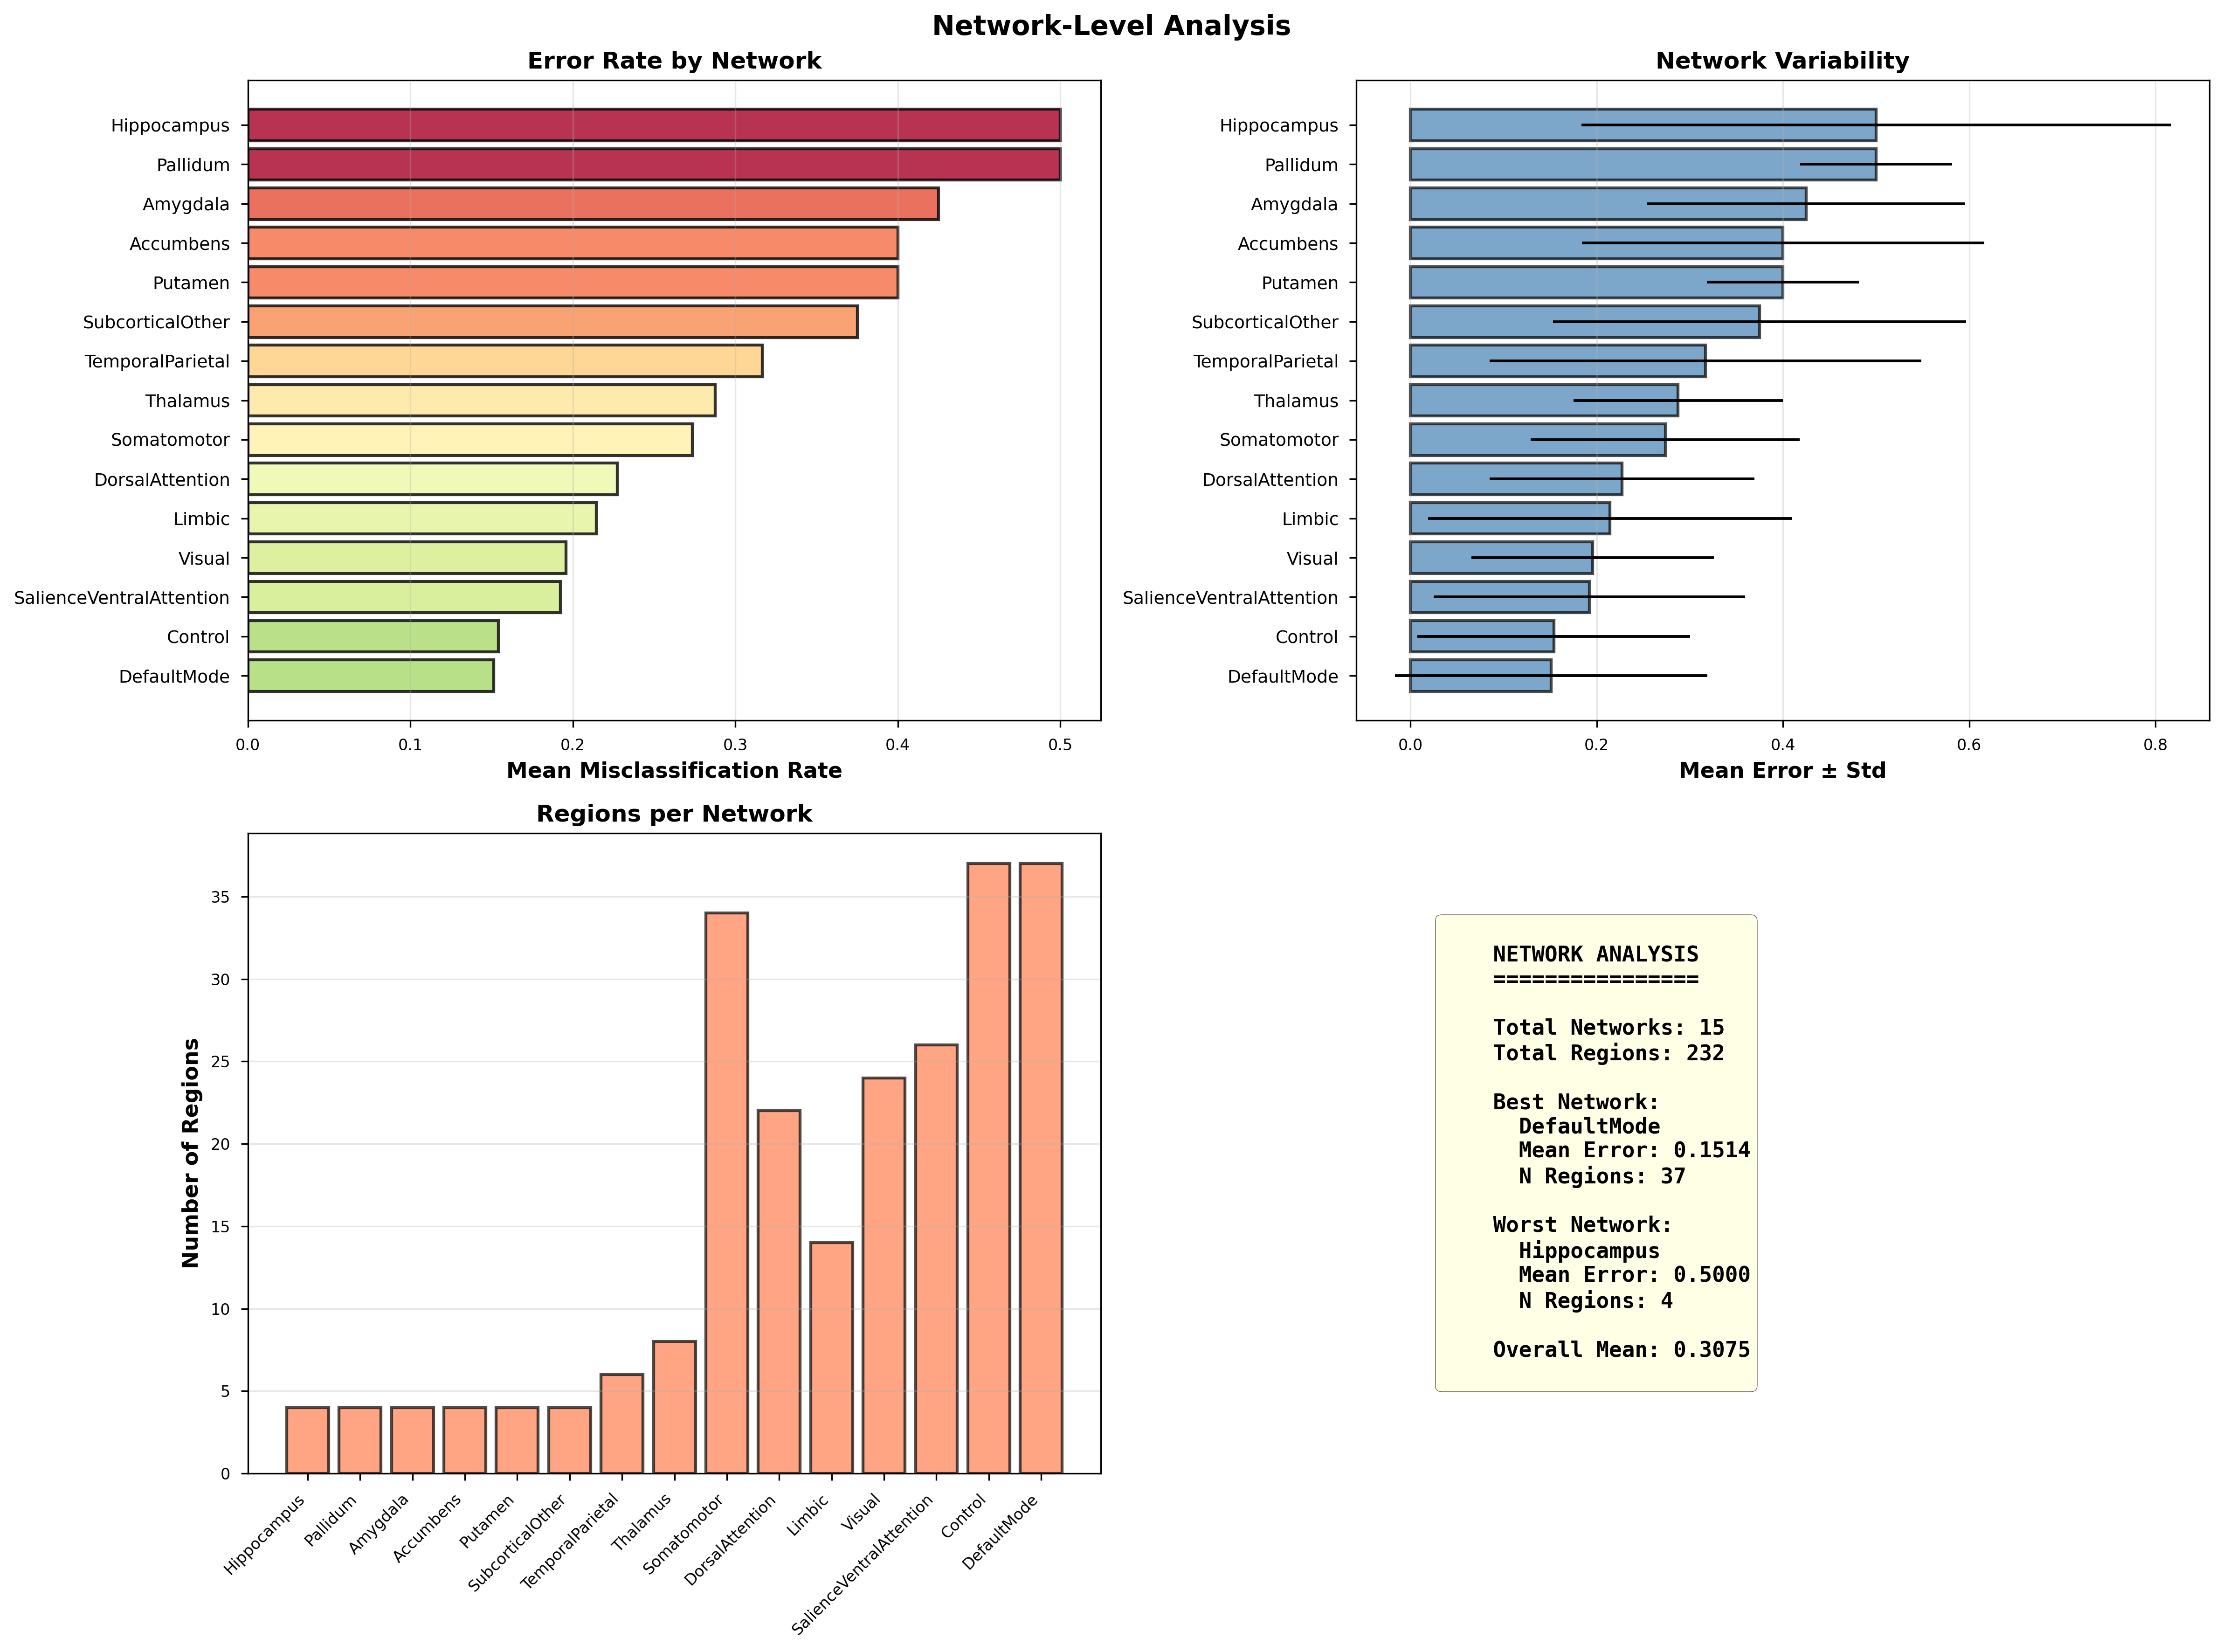 Network-Level Analysis
Error Rate by Network
Hippocampus
Pallidum
Amygdala
Accumbens
Putamen
SubcorticalOther
TemporalParietal
Thalamus
Somatomotor
DorsalAttention
Limbic
Visual
SalienceVentralAttention
Control
DefaultMode
0.0 0.1 0.2 0.3 0.4 0.5
Mean Misclassification Rate
Network Variability
Hippocampus
Pallidum
Amygdala
Accumbens
Putamen
SubcorticalOther
TemporalParietal
Thalamus
Somatomotor
DorsalAttention
Limbic
Visual
SalienceVentralAttention
Control
DefaultMode
0.0 0.2 0.4 0.6 0.8
Mean Error ± Std
Regions per Network
Number of Regions
35
30
25
20
15
10
5
0
Hippocampus
Pallidum
Amygdala
Accumbens
Putamen
SubcorticalOther
TemporalParietal
Thalamus
Somatomotor
DorsalAttention
Limbic
Visual
SalienceVentralAttention
Control
DefaultMode
NETWORK ANALYSIS
================
Total Networks: 15
Total Regions: 232
Best Network:
DefaultMode
Mean Error: 0.1514
N Regions: 37
Worst Network:
Hippocampus
Mean Error: 0.5000
N Regions: 4
Overall Mean: 0.3075